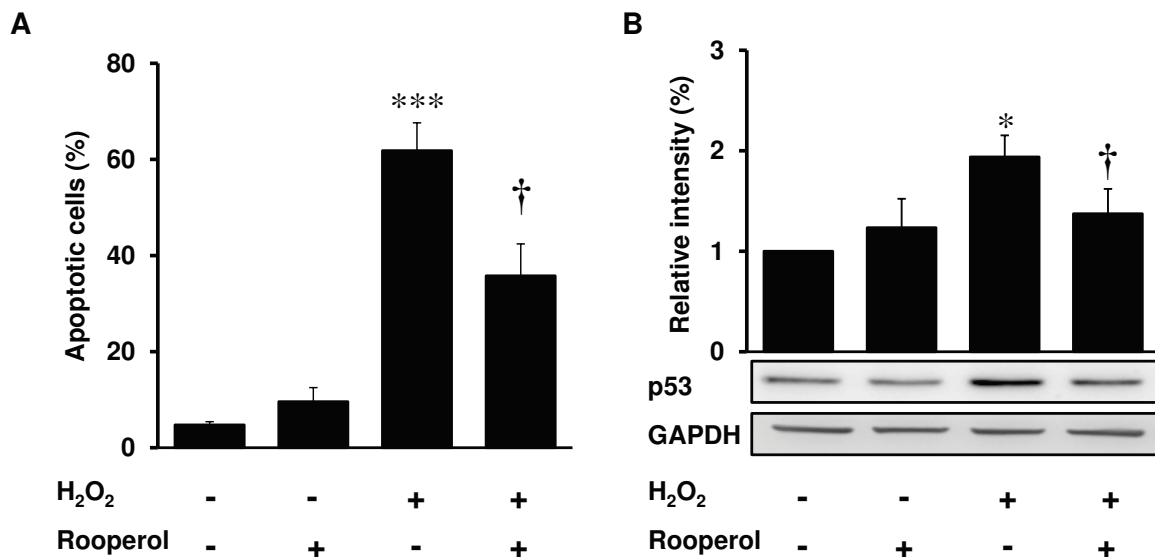 A
Apoptotic cells (%)
80
60
40
20
0
***
†
H₂O₂ - - + +
Rooperol - + - +
B
Relative intensity (%)
3
2
1
0
*
†
p53
GAPDH
H₂O₂ - - + +
Rooperol - + - +